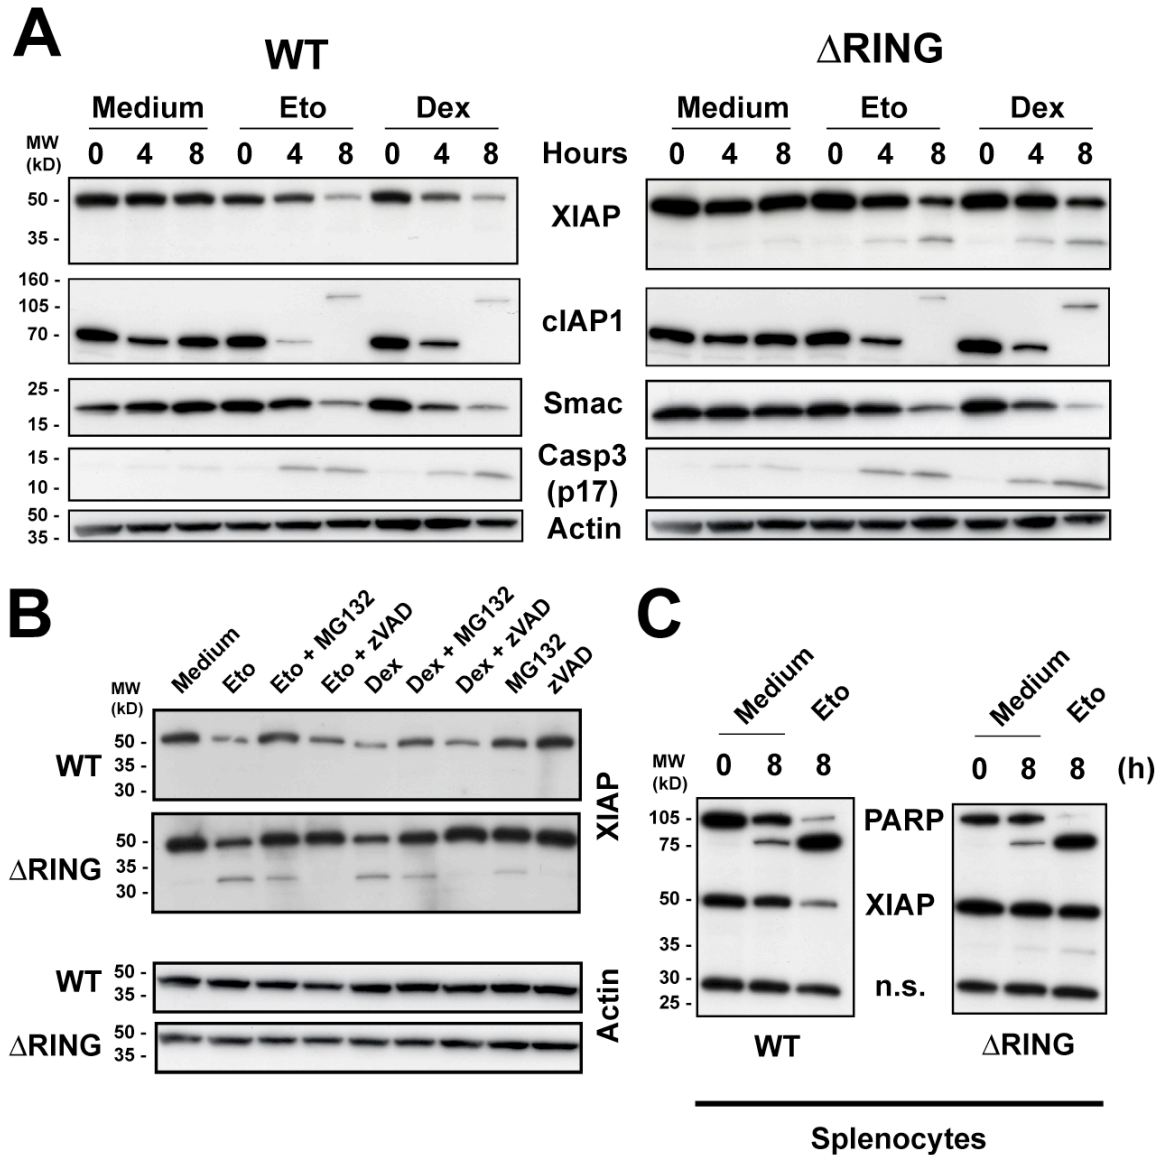 A
WT
ΔRING
Medium Eto Dex
Medium Eto Dex
MW
(kD)
0 4 8 0 4 8 0 4 8
Hours
0 4 8 0 4 8 0 4 8
50 -
35 -
XIAP
160 -
105 -
70 -
cIAP1
25 -
15 -
Smac
15 -
10 -
Casp3
(p17)
50 -
35 -
Actin
B
Medium
Eto
Eto + MG132
Eto + zVAD
Dex
Dex + MG132
Dex + zVAD
MG132
zVAD
MW
(kD)
WT
50 -
35 -
30 -
XIAP
ΔRING
50 -
35 -
30 -
WT
50 -
35 -
Actin
ΔRING
50 -
35 -
C
Medium
Eto
Medium
Eto
MW
(kD)
0 8 8
0 8 8 (h)
105 -
75 -
PARP
50 -
XIAP
35 -
30 -
25 -
n.s.
WT
ΔRING
Splenocytes